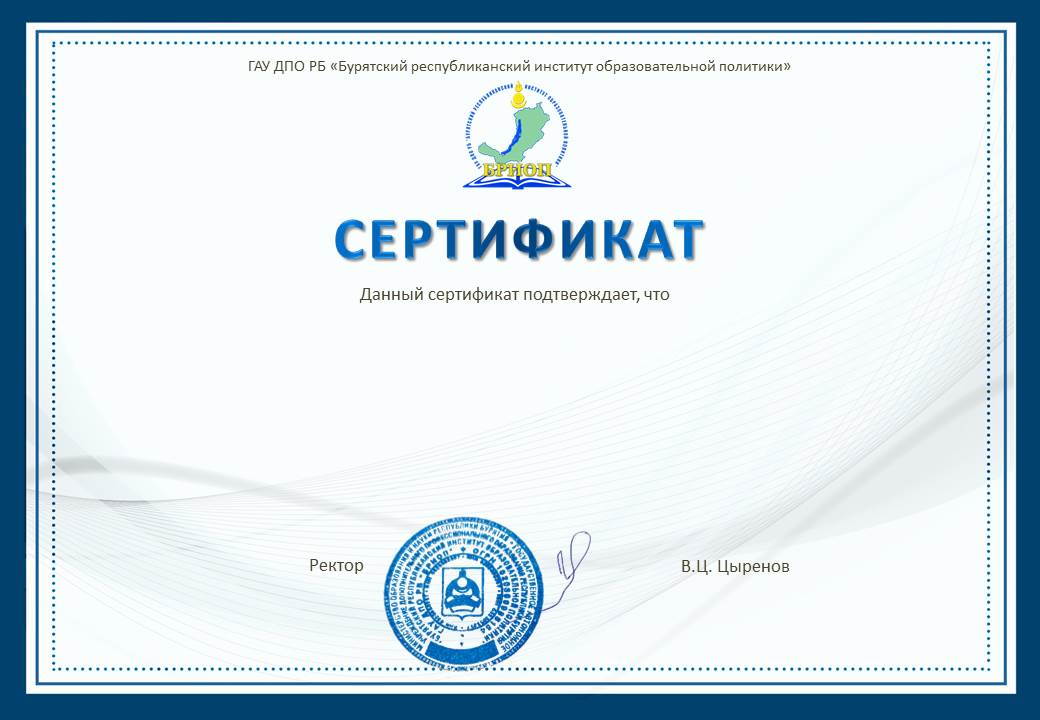 ГАУ ДПО РБ «Бурятский республиканский институт образовательной политики»
БРИОП
СЕРТИФИКАТ
Данный сертификат подтверждает, что
Ректор
В.Ц. Цыренов